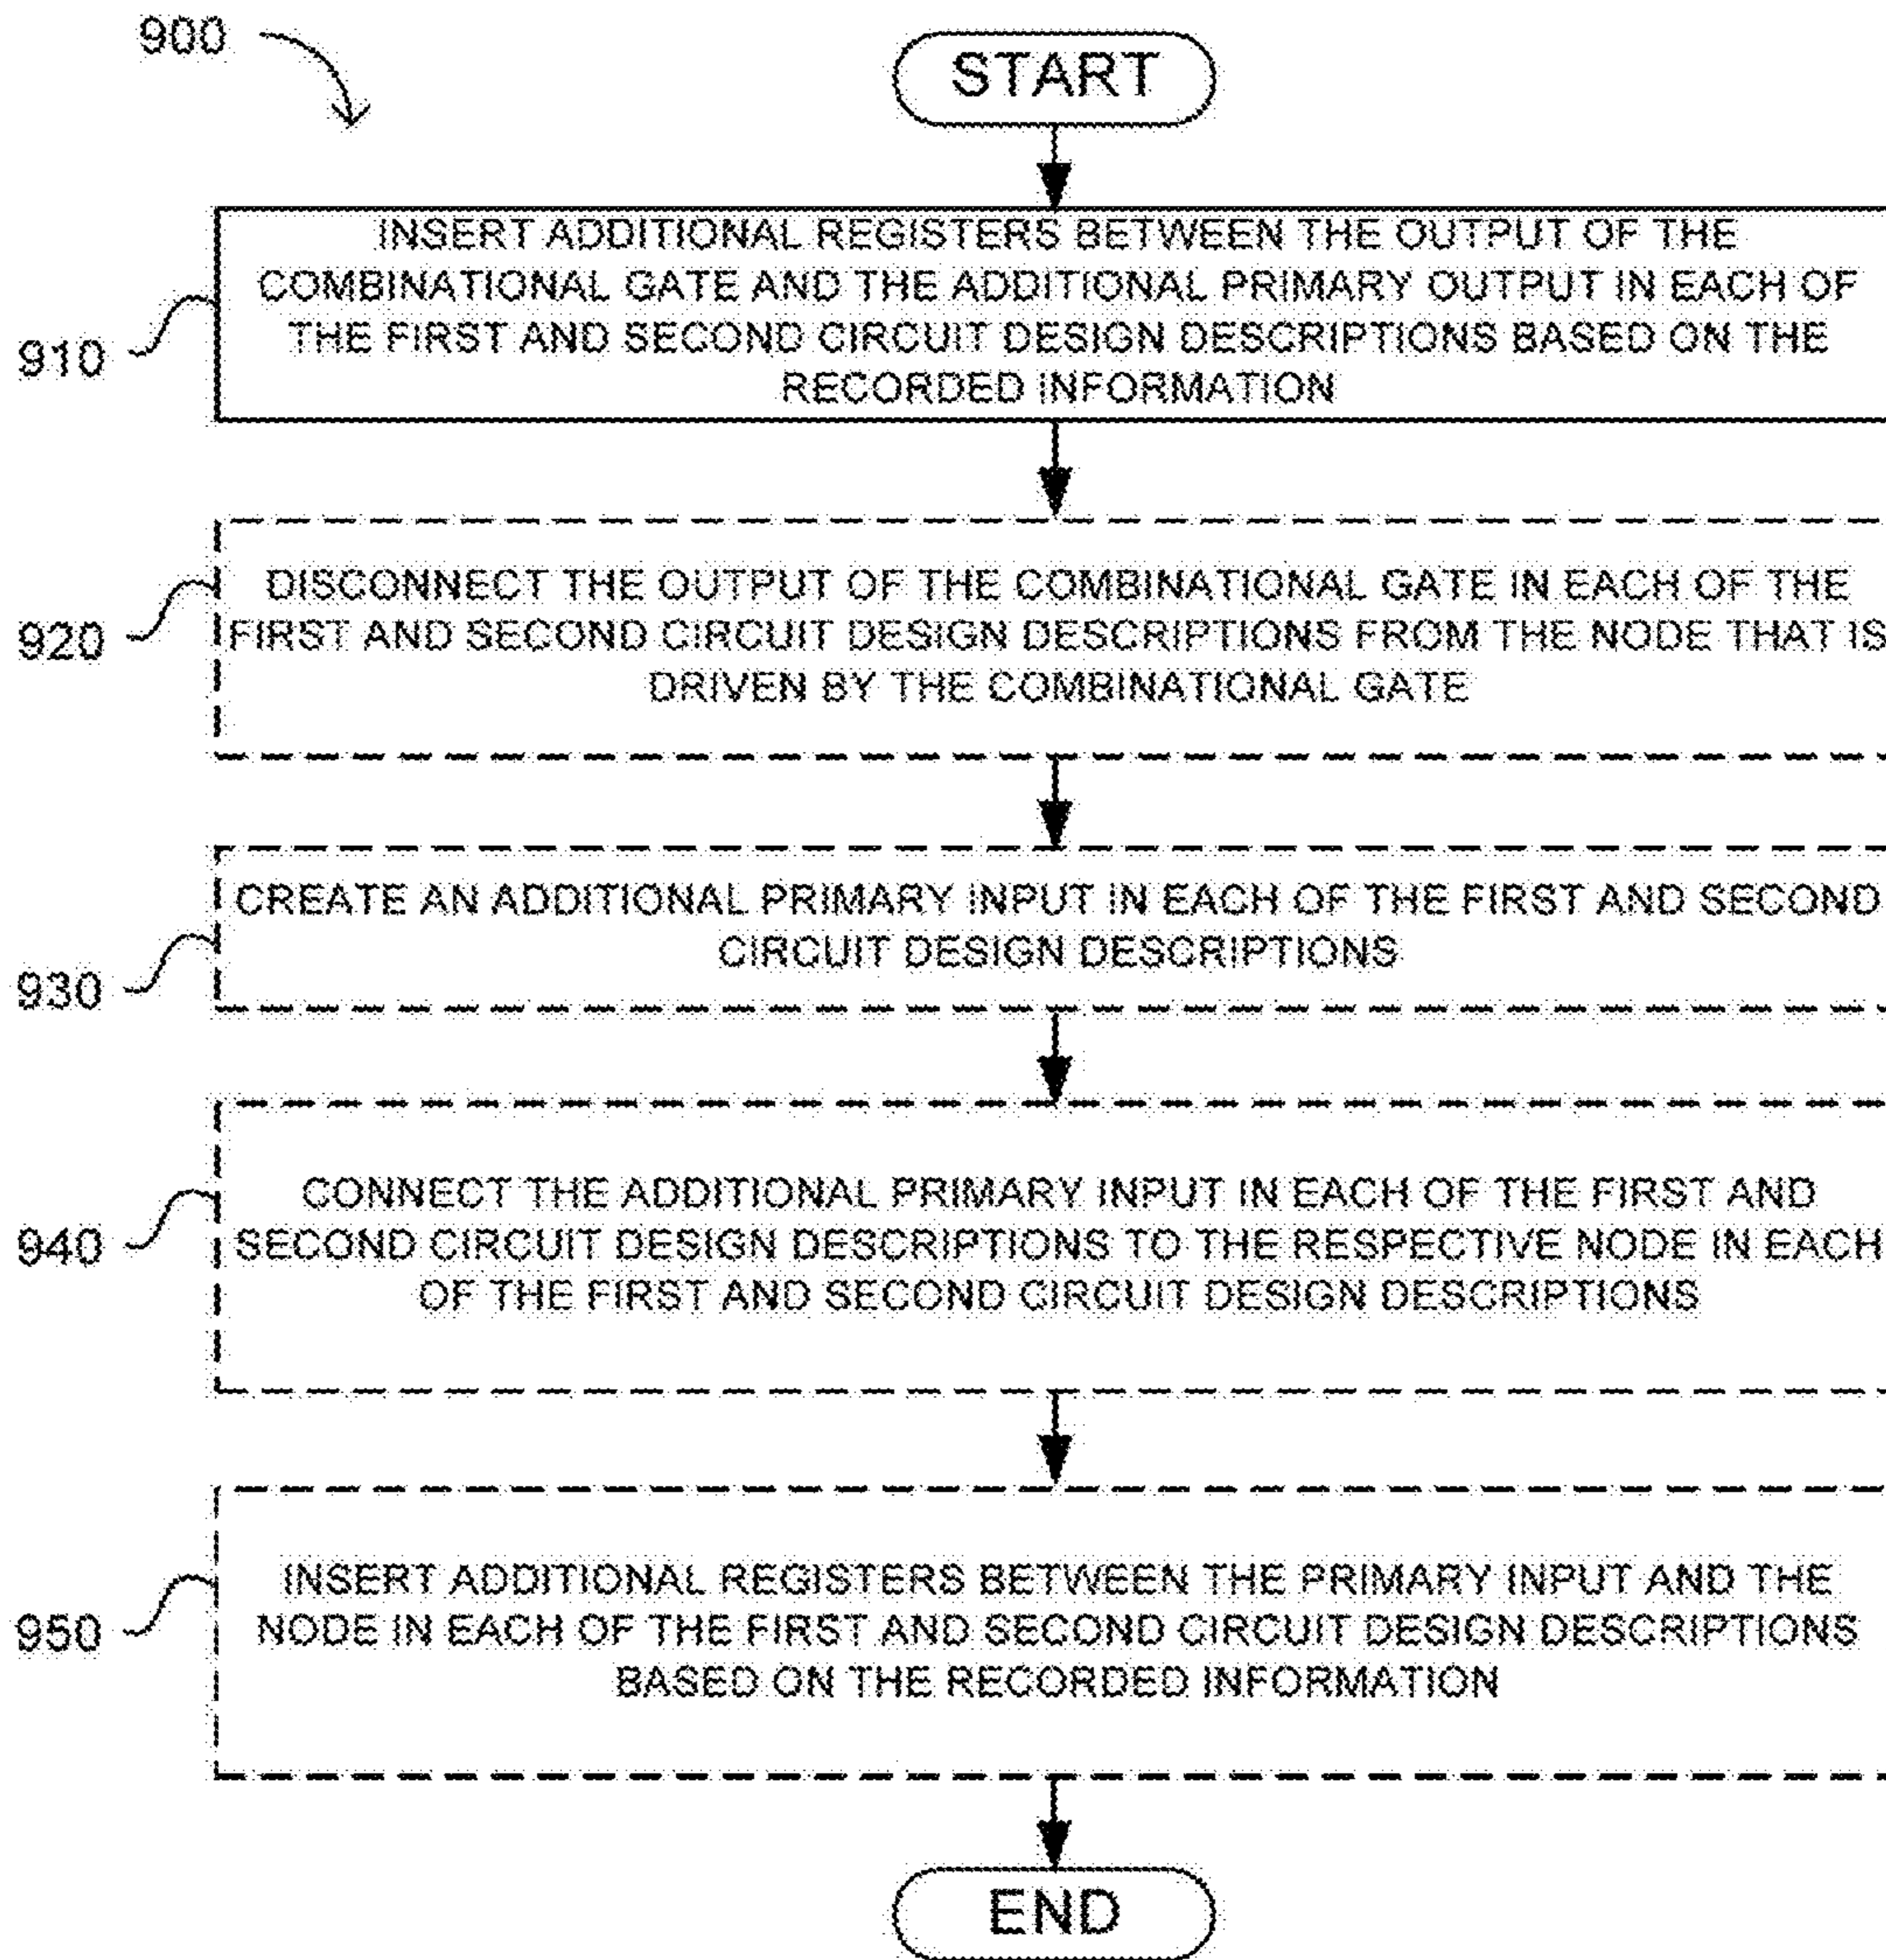 900
START
INSERT ADDITIONAL REGISTERS BETWEEN THE OUTPUT OF THE
COMBINATIONAL GATE AND THE ADDITIONAL PRIMARY OUTPUT IN EACH OF
THE FIRST AND SECOND CIRCUIT DESIGN DESCRIPTIONS BASED ON THE
RECORDED INFORMATION
910
DISCONNECT THE OUTPUT OF THE COMBINATIONAL GATE IN EACH OF THE
FIRST AND SECOND CIRCUIT DESIGN DESCRIPTIONS FROM THE NODE THAT IS
DRIVEN BY THE COMBINATIONAL GATE
920
CREATE AN ADDITIONAL PRIMARY INPUT IN EACH OF THE FIRST AND SECOND
CIRCUIT DESIGN DESCRIPTIONS
930
CONNECT THE ADDITIONAL PRIMARY INPUT IN EACH OF THE FIRST AND
SECOND CIRCUIT DESIGN DESCRIPTIONS TO THE RESPECTIVE NODE IN EACH
OF THE FIRST AND SECOND CIRCUIT DESIGN DESCRIPTIONS
940
INSERT ADDITIONAL REGISTERS BETWEEN THE PRIMARY INPUT AND THE
NODE IN EACH OF THE FIRST AND SECOND CIRCUIT DESIGN DESCRIPTIONS
BASED ON THE RECORDED INFORMATION
950
END